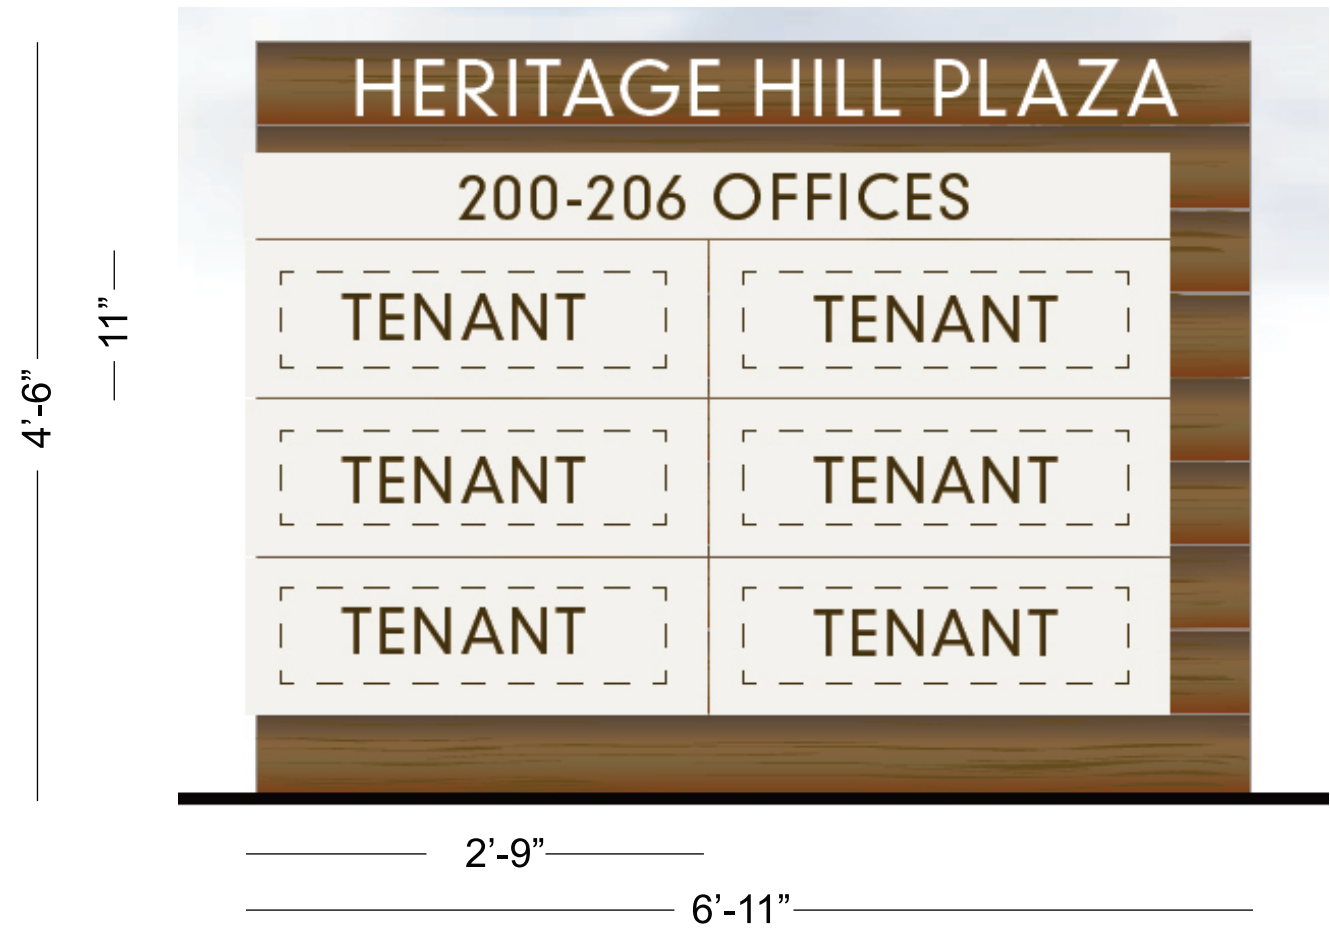 HERITAGE HILL PLAZA
200-206 OFFICES
TENANT TENANT
TENANT TENANT
TENANT TENANT
4’-6”
11”
2’-9”
6’-11”